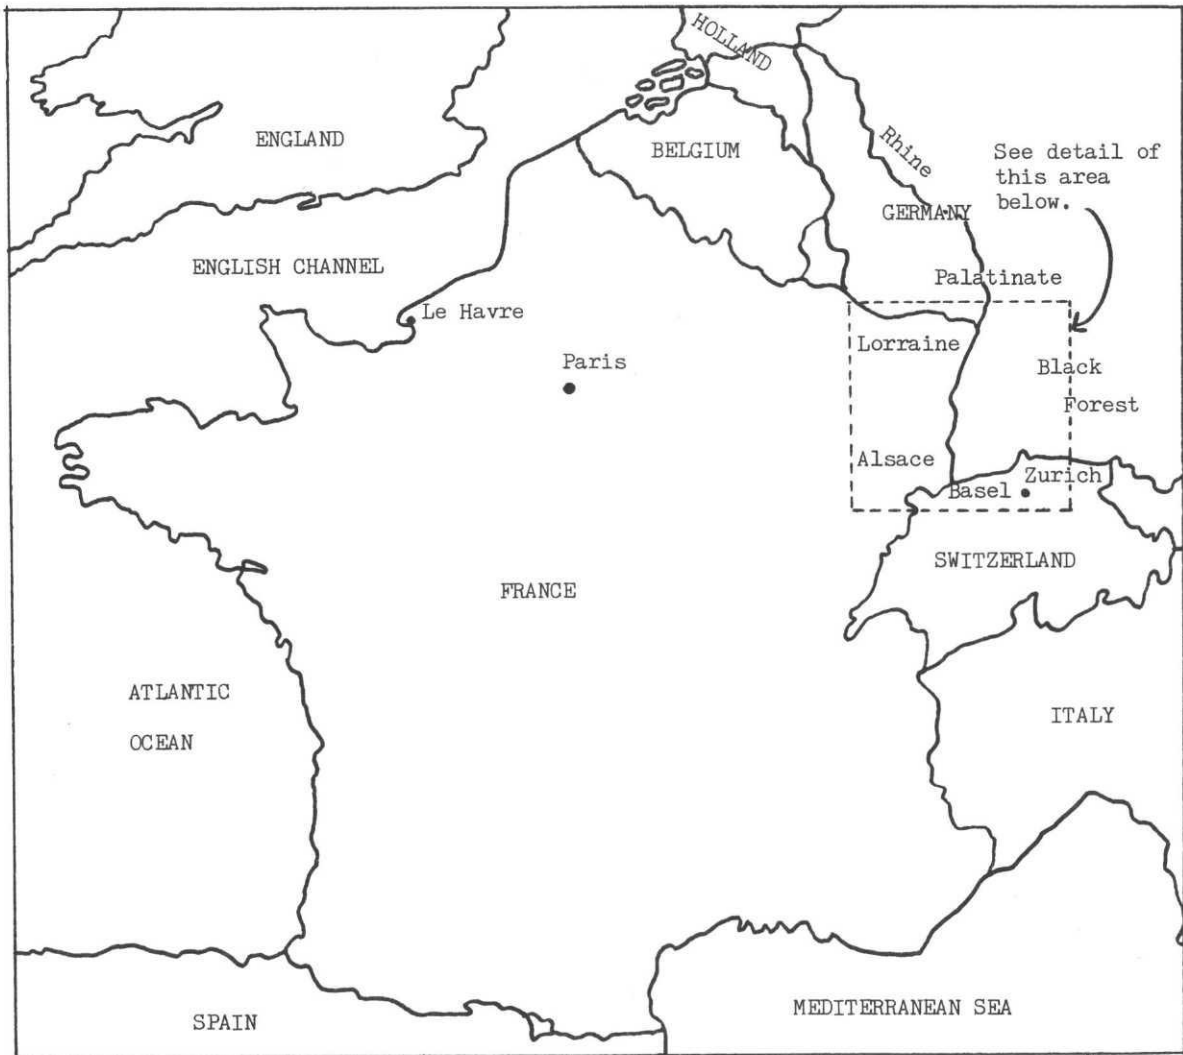 HOLLAND
ENGLAND
BELGIUM
Rhine
See detail of
this area
below.
GERMANY
ENGLISH CHANNEL
Palatinate
Le Havre
Lorraine
Paris
Black
Forest
Alsace
Zurich
Basel
SWITZERLAND
FRANCE
ATLANTIC
OCEAN
ITALY
MEDITERRANEAN SEA
SPAIN